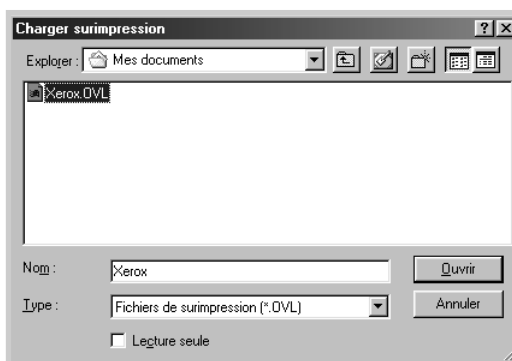 Charger surimpression
Explorer : Mes documents
Xerox.OVL
Nom : Xerox Ouvrir
Type : Fichiers de surimpression (*.OVL) Annuler
Lecture seule